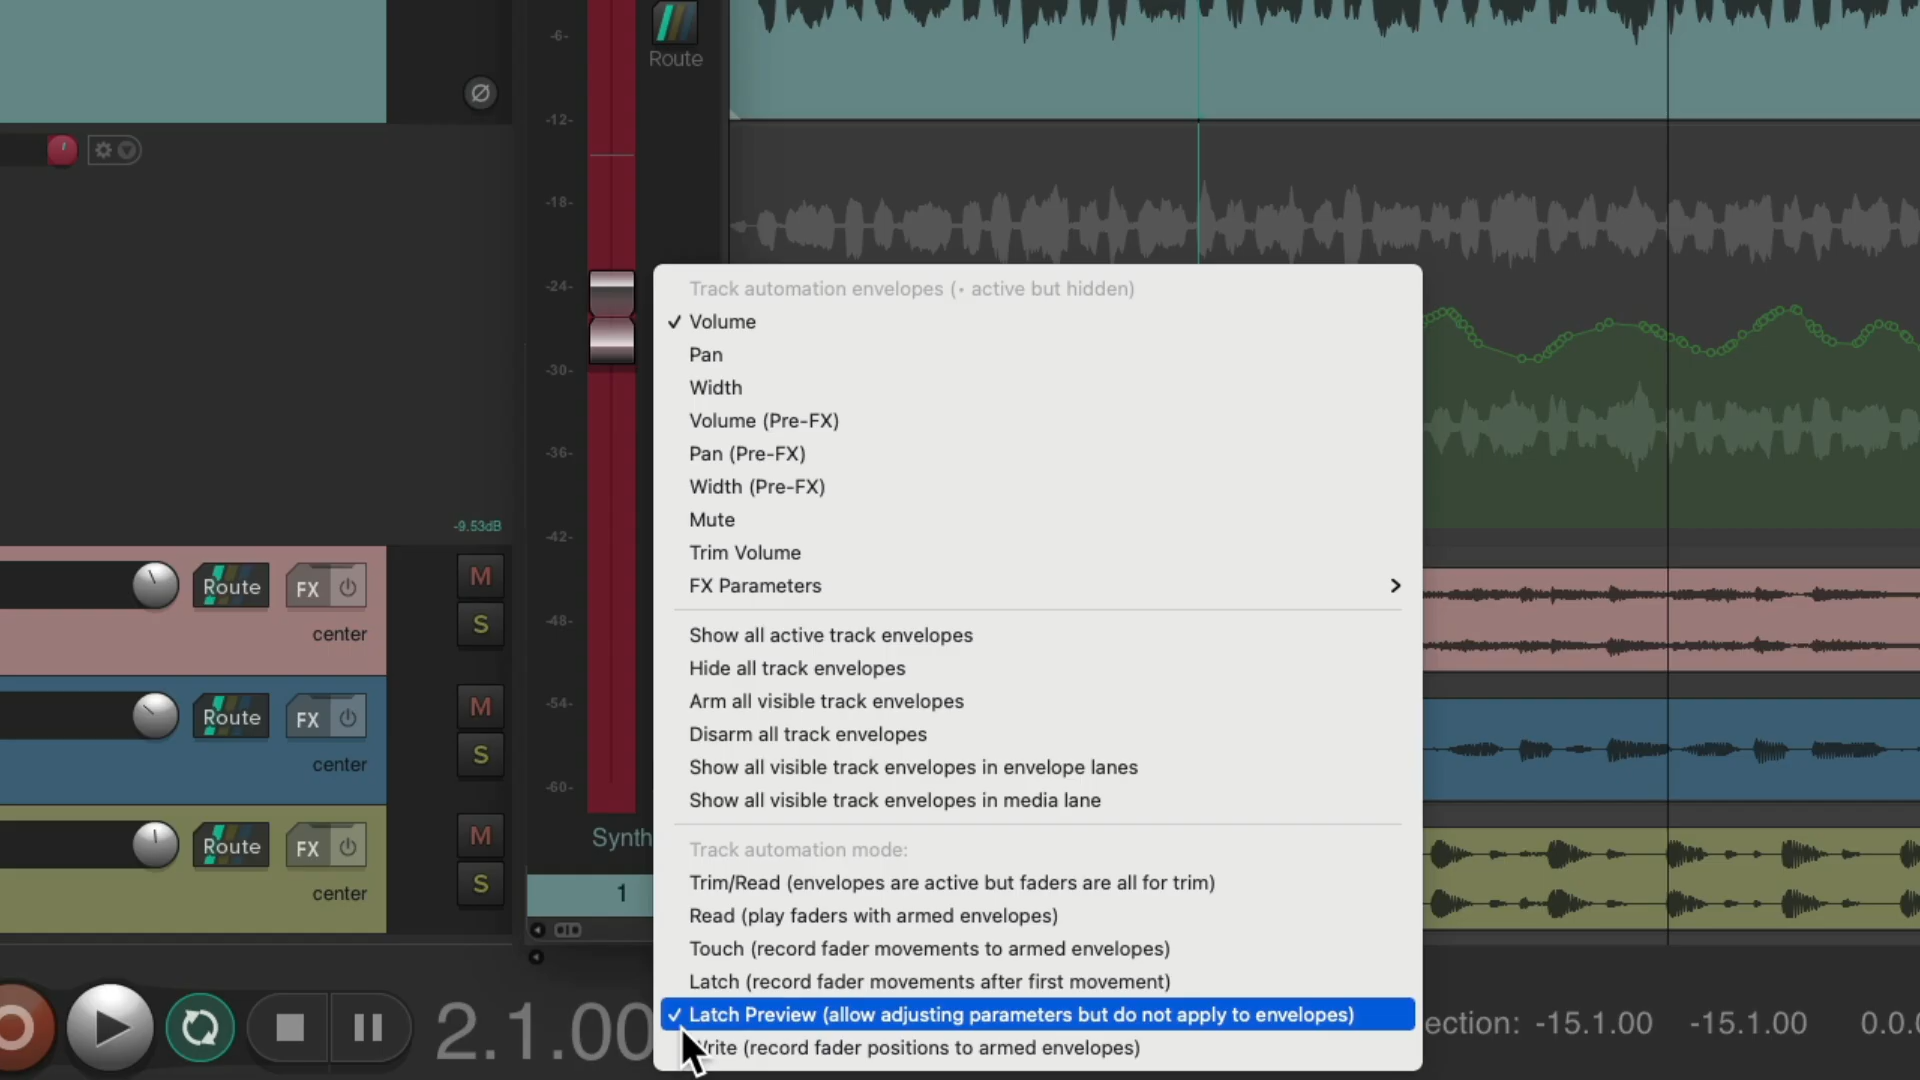 -6-
Route
Ø
-12-
-18-
-24-
-30-
-36-
-42-
-48-
-54-
-60-
Track automation envelopes (• active but hidden)
✓ Volume
Pan
Width
Volume (Pre-FX)
Pan (Pre-FX)
Width (Pre-FX)
Mute
Trim Volume
FX Parameters
Show all active track envelopes
Hide all track envelopes
Arm all visible track envelopes
Disarm all track envelopes
Show all visible track envelopes in envelope lanes
Show all visible track envelopes in media lane
Track automation mode:
Trim/Read (envelopes are active but faders are all for trim)
Read (play faders with armed envelopes)
Touch (record fader movements to armed envelopes)
Latch (record fader movements after first movement)
✓ Latch Preview (allow adjusting parameters but do not apply to envelopes)
(record fader positions to armed envelopes)
-9.53dB
Route FX M
center S
Route FX M
center S
Route FX M
center S
Synth
1
2.1.00
ection: -15.1.00 -15.1.00 0.0.0